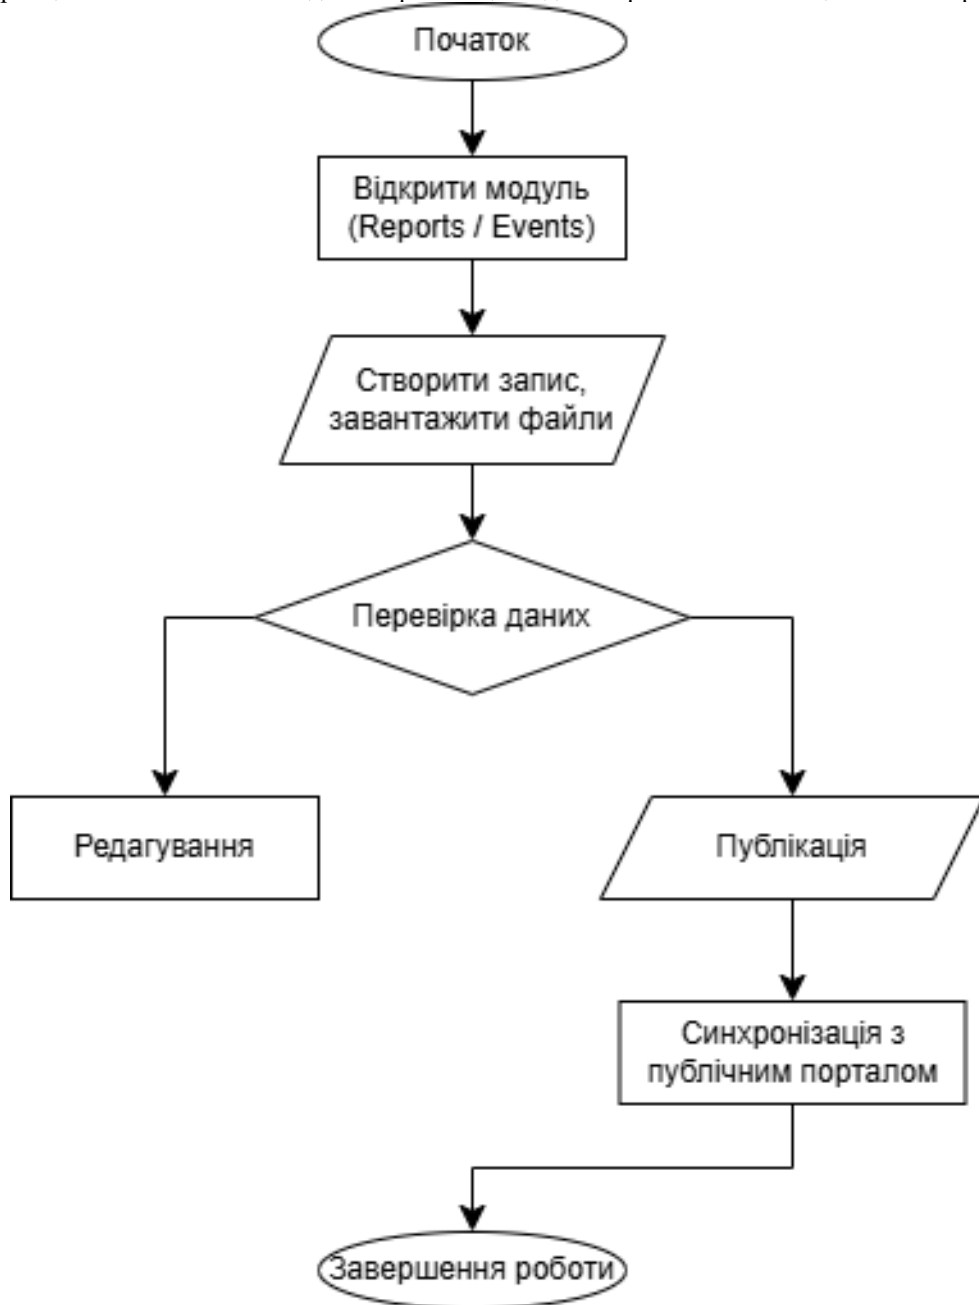 Початок
Відкрити модуль
(Reports / Events)
Створити запис,
завантажити файли
Перевірка даних
Редагування
Публікація
Синхронізація з
публічним порталом
Завершення роботи